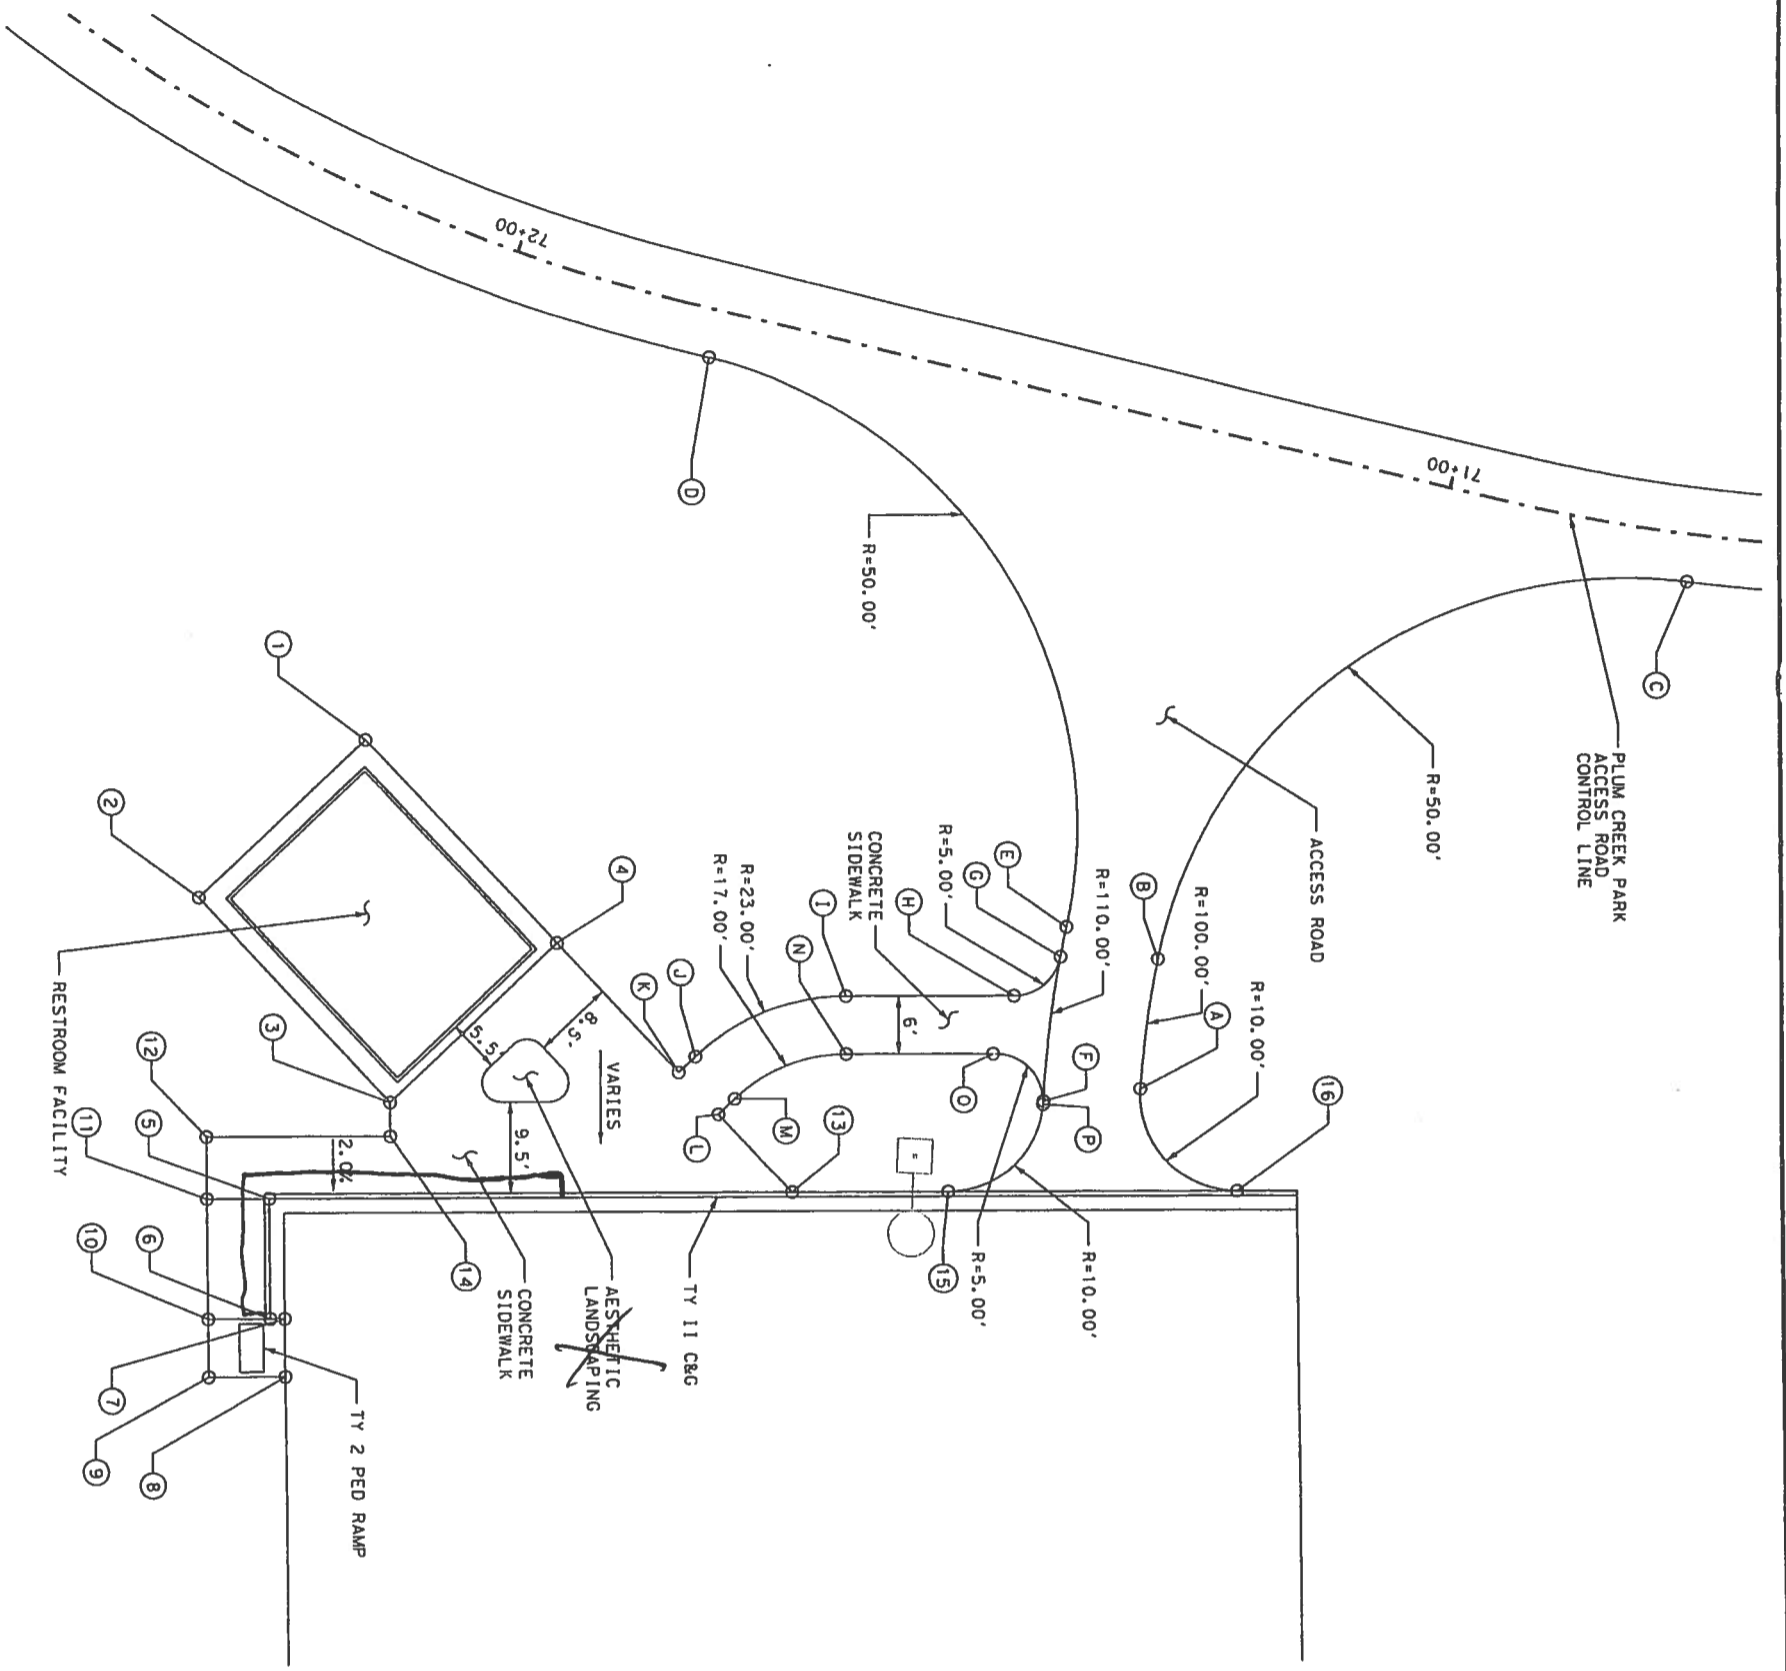 PLUM CREEK PARK
ACCESS ROAD
CONTROL LINE
71+00
72+00
C
R=50.00'
ACCESS ROAD
R=50.00'
D
B
R=100.00'
A
R=10.00'
16
R=110.00'
E
G
R=5.00'
H
CONCRETE
SIDEWALK
I
R=23.00'
R=17.00'
N
J
K
6'
F
P
O
M
L
13
15
R=5.00'
R=10.00'
TY II C&G
1
2
4
3
RESTROOM FACILITY
8.5'
5.5'
9.5'
VARIES
2.0%
12
5
11
10
6
7
9
8
14
AESTHETIC
LANDSCAPING
CONCRETE
SIDEWALK
TY 2 PED RAMP